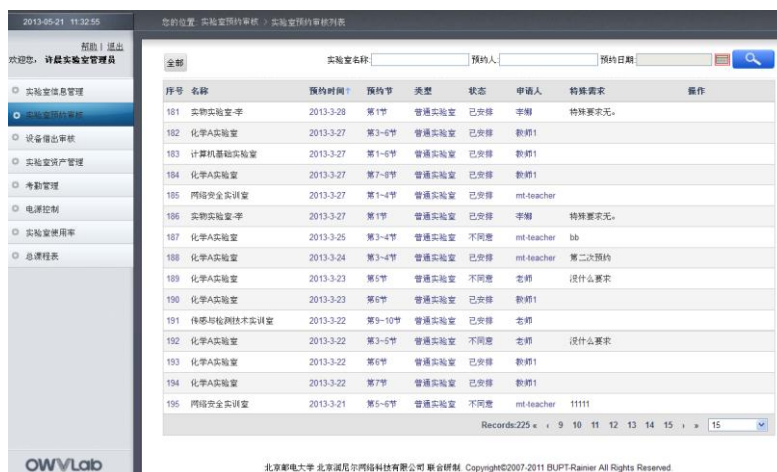 2013-05-21 11:32:55
您的位置: 实验室预约审核 > 实验室预约审核列表
帮助 | 退出
欢迎您, 许晨实验室管理员
实验室信息管理
实验室预约审核
设备借出审核
实验室资产管理
考勤管理
电源控制
实验室使用率
总课程表
全部 实验室名称: 预约人: 预约日期:
序号 名称 预约时间↑ 预约节 类型 状态 申请人 特殊需求 操作
181 实物实验室-李 2013-3-28 第1节 普通实验室 已安排 李娜 特殊要求无。
182 化学A实验室 2013-3-27 第3~6节 普通实验室 已安排 教师1
183 计算机基础实验室 2013-3-27 第1~6节 普通实验室 已安排 教师1
184 化学A实验室 2013-3-27 第7~8节 普通实验室 已安排 教师1
185 网络安全实训室 2013-3-27 第1~4节 普通实验室 已安排 mt-teacher
186 实物实验室-李 2013-3-27 第1节 普通实验室 已安排 李娜 特殊要求无。
187 化学A实验室 2013-3-25 第3~4节 普通实验室 不同意 mt-teacher bb
188 化学A实验室 2013-3-24 第3~4节 普通实验室 已安排 mt-teacher 第二次预约
189 化学A实验室 2013-3-23 第5节 普通实验室 不同意 老师 没什么要求
190 化学A实验室 2013-3-23 第6节 普通实验室 已安排 教师1
191 传感与检测技术实训室 2013-3-22 第9~10节 普通实验室 已安排 老师
192 化学A实验室 2013-3-22 第3~5节 普通实验室 不同意 老师 没什么要求
193 化学A实验室 2013-3-22 第6节 普通实验室 已安排 教师1
194 化学A实验室 2013-3-22 第7节 普通实验室 已安排 教师1
195 网络安全实训室 2013-3-21 第5~6节 普通实验室 不同意 mt-teacher 11111
Records:225 « ‹ 9 10 11 12 13 14 15 › » 15
OWVLab
北京邮电大学 北京润尼尔网络科技有限公司 联合研制. Copyright©2007-2011 BUPT-Rainier All Rights Reserved.